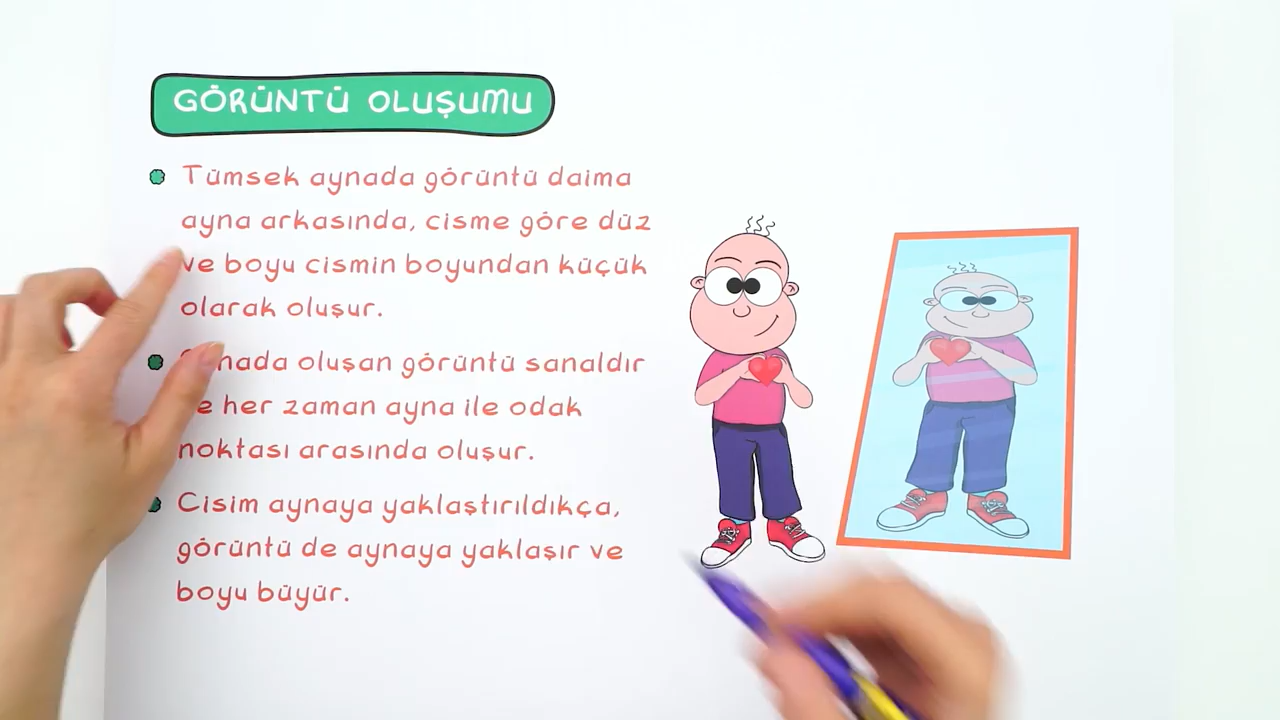 GÖRÜNTÜ OLUŞUMU
Tümsek aynada görüntü daima
ayna arkasında, cisme göre düz
ve boyu cismin boyundan küçük
olarak oluşur.
oluşan görüntü sanaldır
her zaman ayna ile odak
noktası arasında oluşur.
Cisim aynaya yaklaştırıldıkça,
görüntü de aynaya yaklaşır ve
boyu büyür.